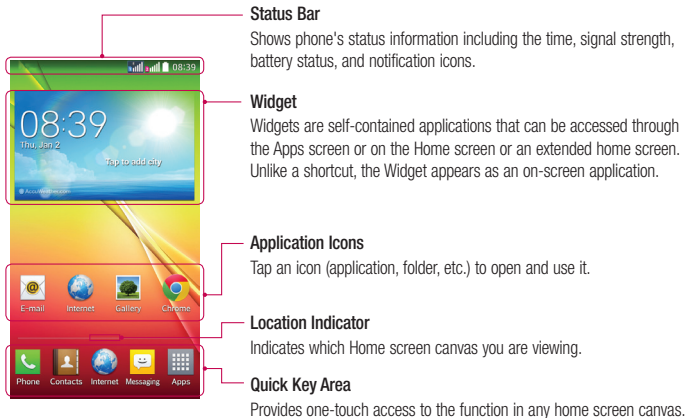 Status Bar
Shows phone's status information including the time, signal strength,
battery status, and notification icons.
08:39
Widget
Widgets are self-contained applications that can be accessed through
the Apps screen or on the Home screen or an extended home screen.
Unlike a shortcut, the Widget appears as an on-screen application.
08:39
Thu, Jan 2
Tap to add city
AccuWeather.com
Application Icons
Tap an icon (application, folder, etc.) to open and use it.
E-mail Internet Gallery Chrome
Location Indicator
Indicates which Home screen canvas you are viewing.
Phone Contacts Internet Messaging Apps
Quick Key Area
Provides one-touch access to the function in any home screen canvas.